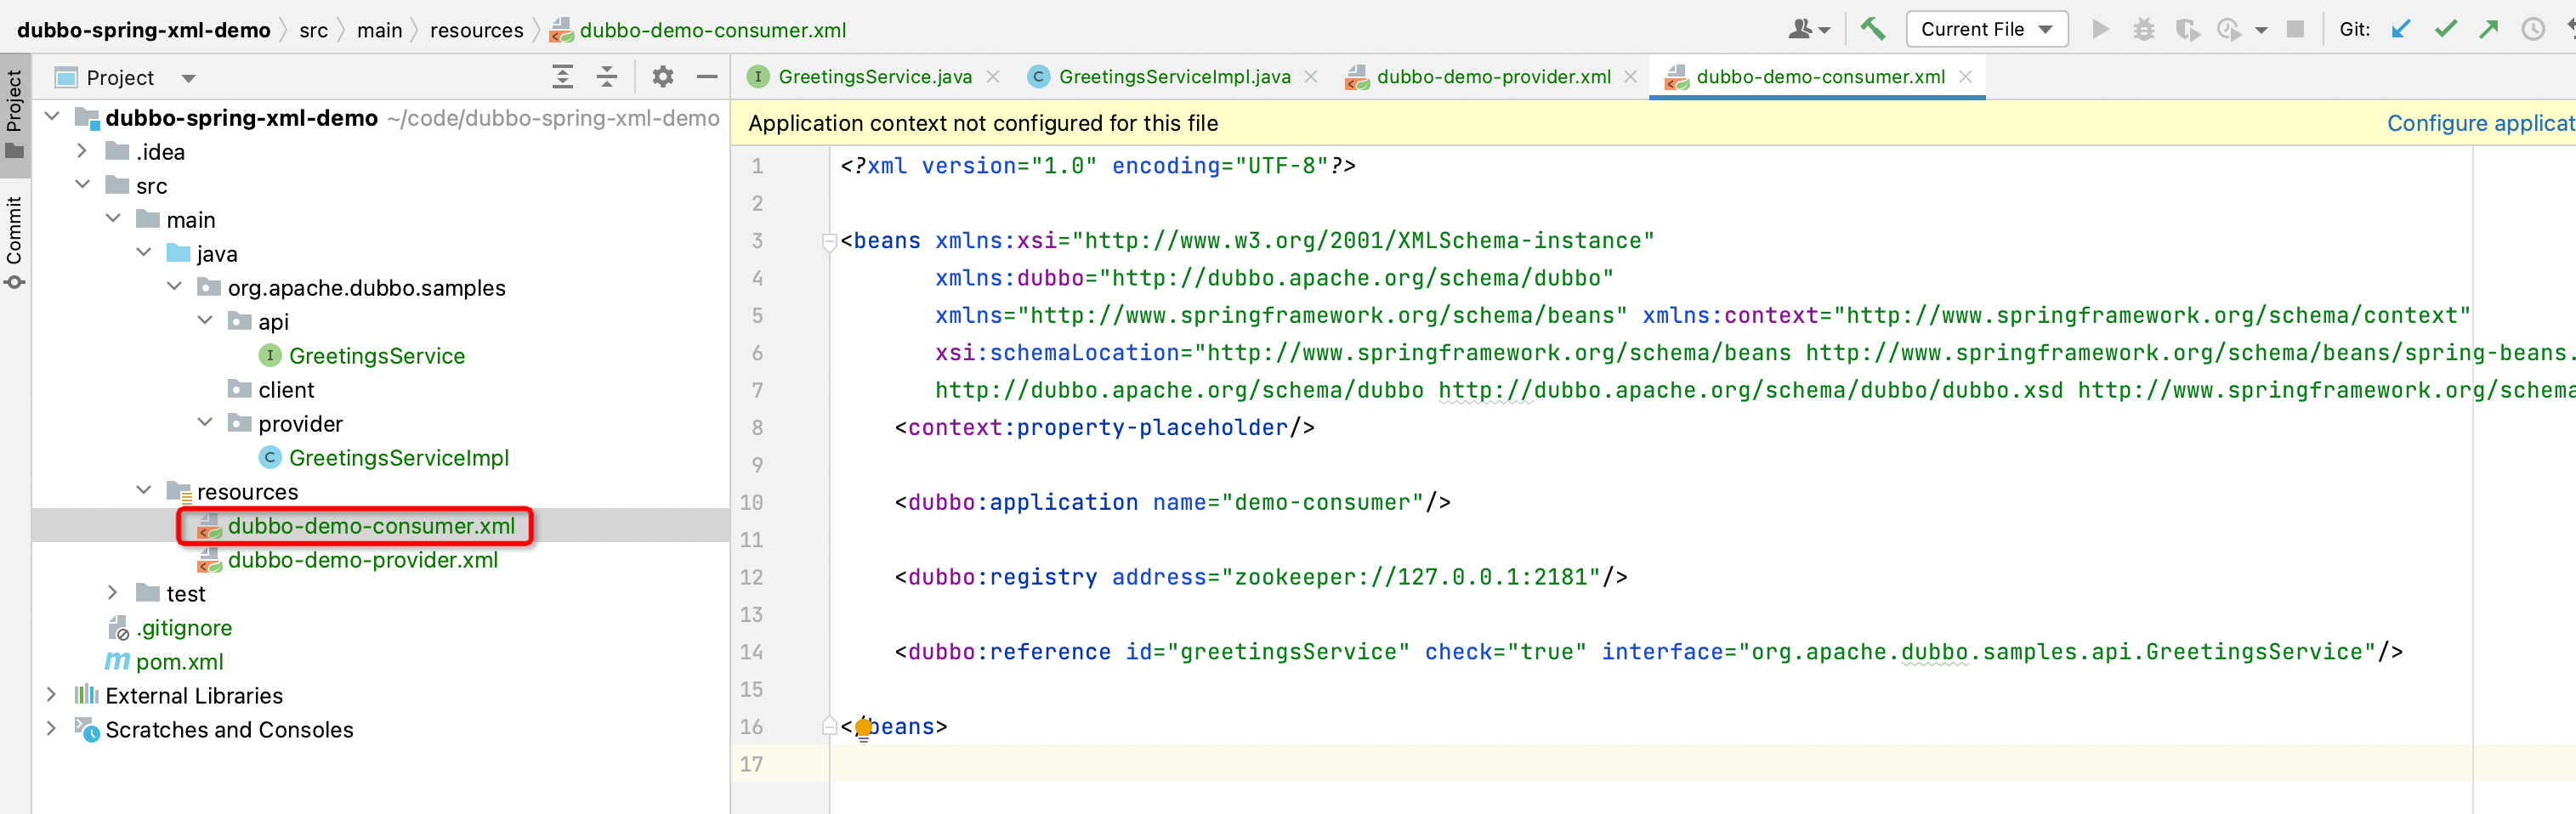 dubbo-spring-xml-demo src main resources dubbo-demo-consumer.xml
Current File Git:
Project
Commit
Project
dubbo-spring-xml-demo ~/code/dubbo-spring-xml-demo
.idea
src
main
java
org.apache.dubbo.samples
api
I GreetingsService
client
provider
C GreetingsServiceImpl
resources
dubbo-demo-consumer.xml
dubbo-demo-provider.xml
test
.gitignore
m pom.xml
External Libraries
Scratches and Consoles
I GreetingsService.java C GreetingsServiceImpl.java dubbo-demo-provider.xml dubbo-demo-consumer.xml
Application context not configured for this file Configure applicat
1 <?xml version="1.0" encoding="UTF-8"?>
2
3 <beans xmlns:xsi="http://www.w3.org/2001/XMLSchema-instance"
4 xmlns:dubbo="http://dubbo.apache.org/schema/dubbo"
5 xmlns="http://www.springframework.org/schema/beans" xmlns:context="http://www.springframework.org/schema/context"
6 xsi:schemaLocation="http://www.springframework.org/schema/beans http://www.springframework.org/schema/beans/spring-beans.
7 http://dubbo.apache.org/schema/dubbo http://dubbo.apache.org/schema/dubbo/dubbo.xsd http://www.springframework.org/schema
8 <context:property-placeholder/>
9
10 <dubbo:application name="demo-consumer"/>
11
12 <dubbo:registry address="zookeeper://127.0.0.1:2181"/>
13
14 <dubbo:reference id="greetingsService" check="true" interface="org.apache.dubbo.samples.api.GreetingsService"/>
15
16 </beans>
17